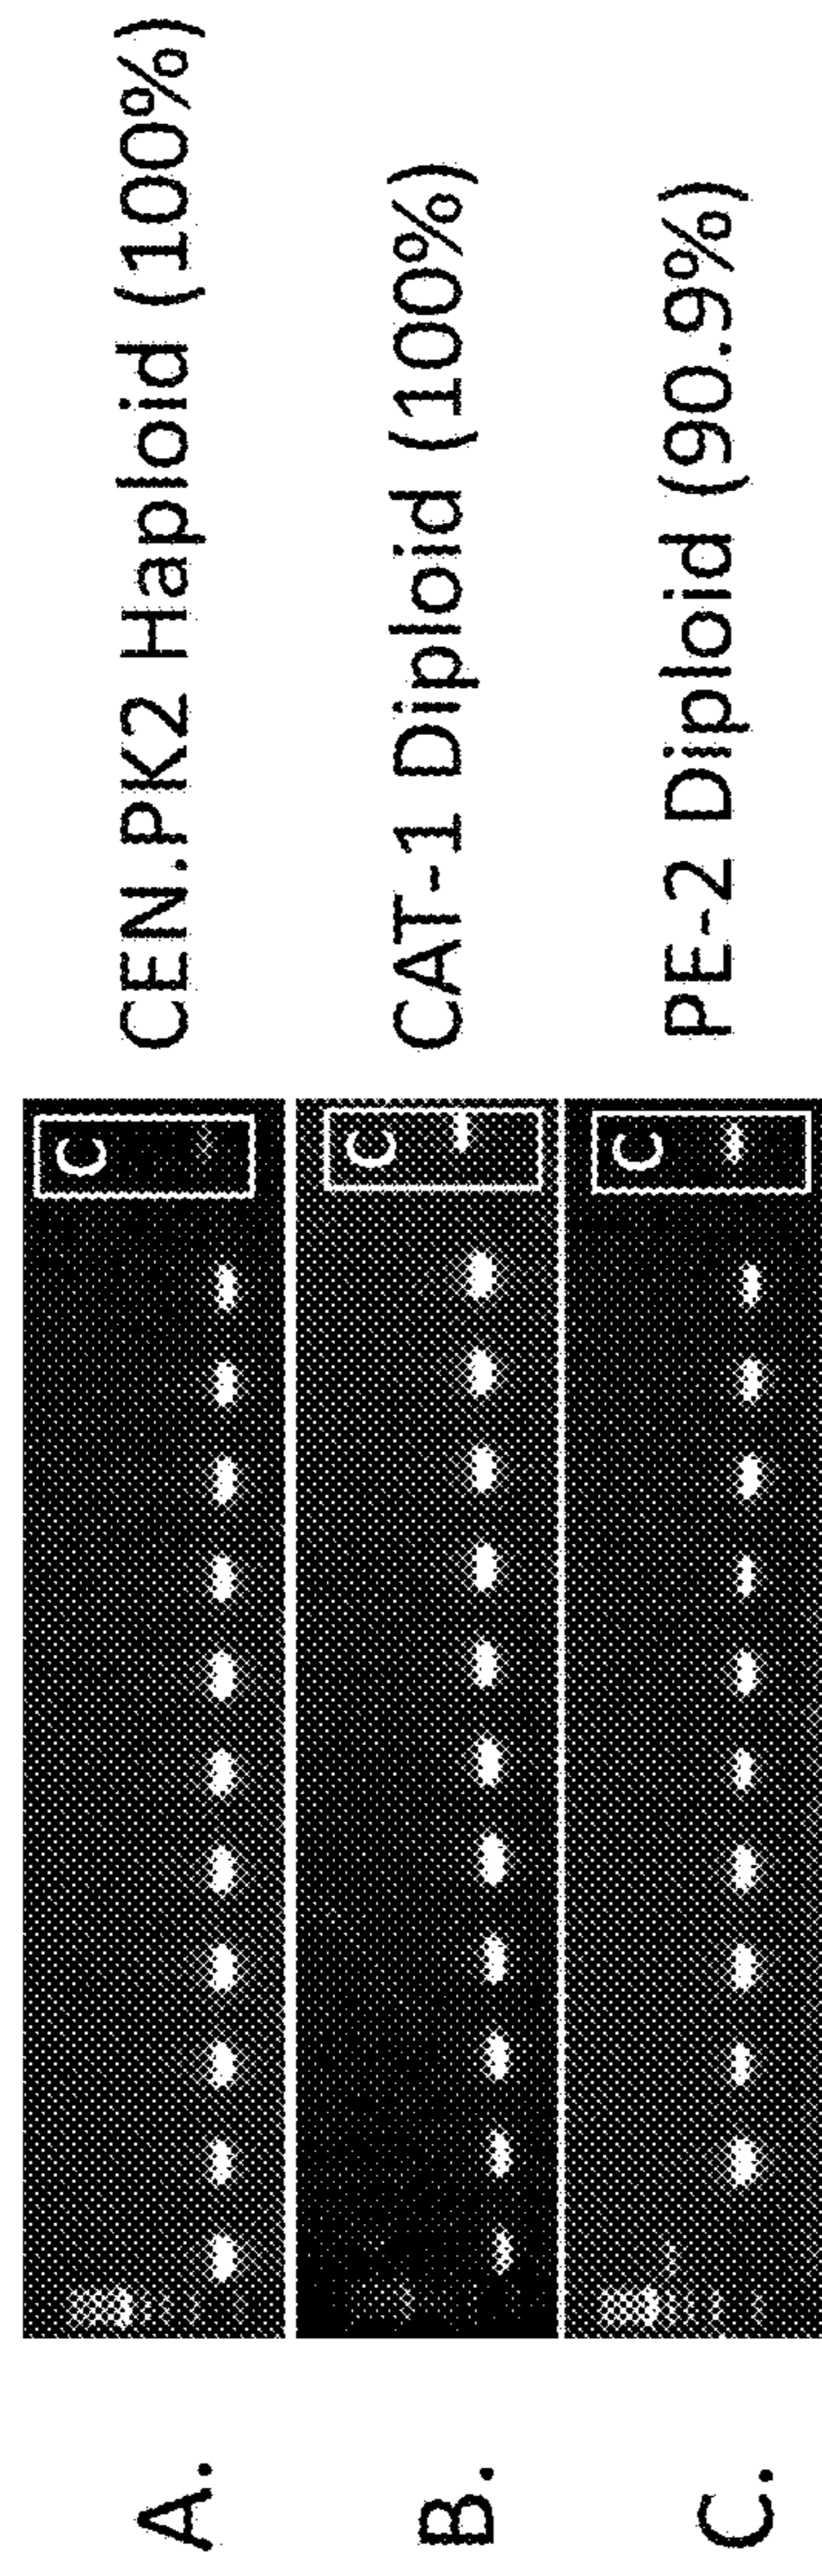 A. C CEN.PK2 Haploid (100%)
B. C CAT-1 Diploid (100%)
C. C PE-2 Diploid (90.9%)